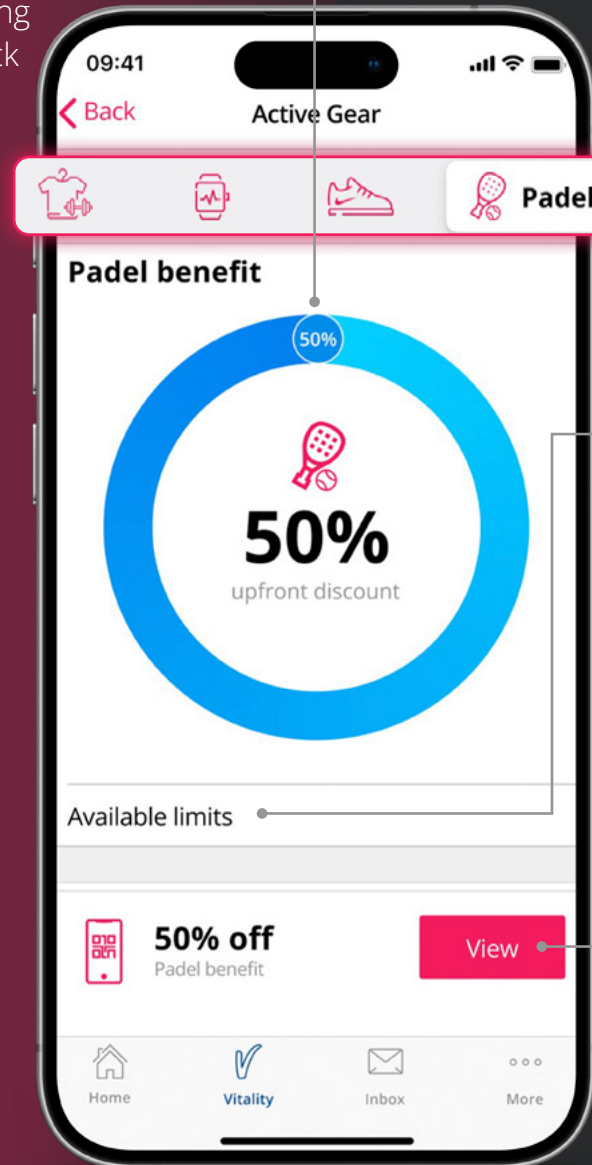 09:41
Back
Active Gear
Padel
Padel benefit
50%
50%
upfront discount
Available limits
50% off
Padel benefit
View
Home
Vitality
Inbox
More